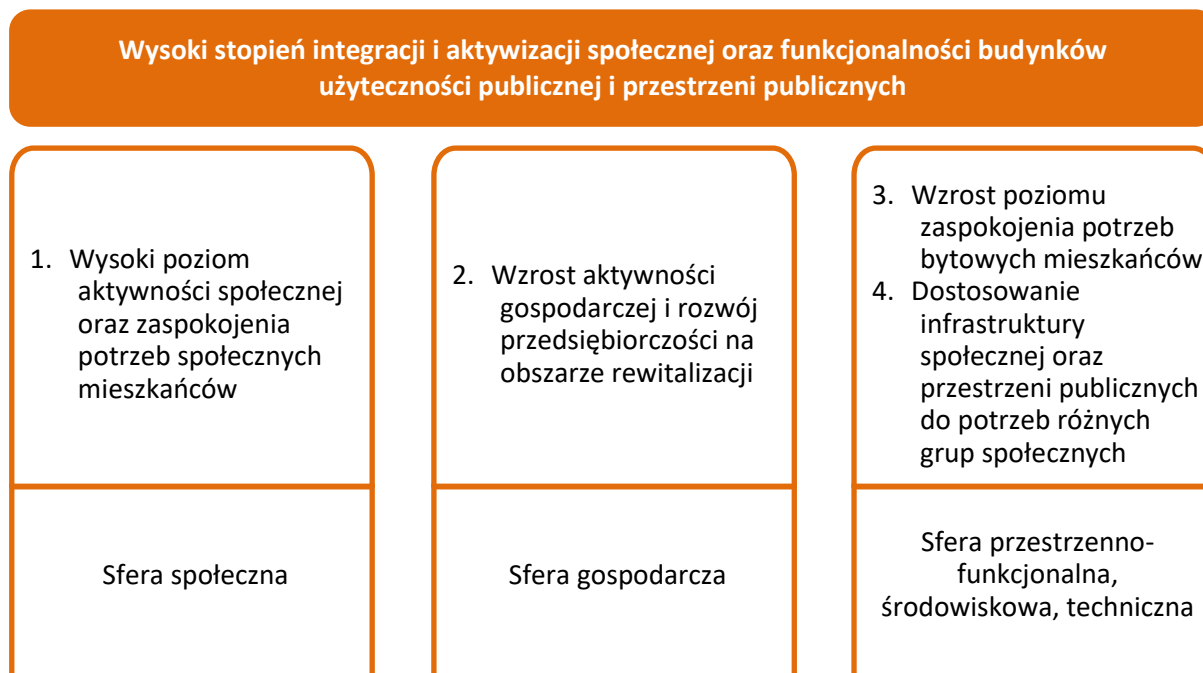 Wysoki stopień integracji i aktywizacji społecznej oraz funkcjonalności budynków
użyteczności publicznej i przestrzeni publicznych
1. Wysoki poziom
aktywności społecznej
oraz zaspokojenia
potrzeb społecznych
mieszkańców
Sfera społeczna
2. Wzrost aktywności
gospodarczej i rozwój
przedsiębiorczości na
obszarze rewitalizacji
Sfera gospodarcza
3. Wzrost poziomu
zaspokojenia potrzeb
bytowych mieszkańców
4. Dostosowanie
infrastruktury
społecznej oraz
przestrzeni publicznych
do potrzeb różnych
grup społecznych
Sfera przestrzenno-
funkcjonalna,
środowiskowa, techniczna